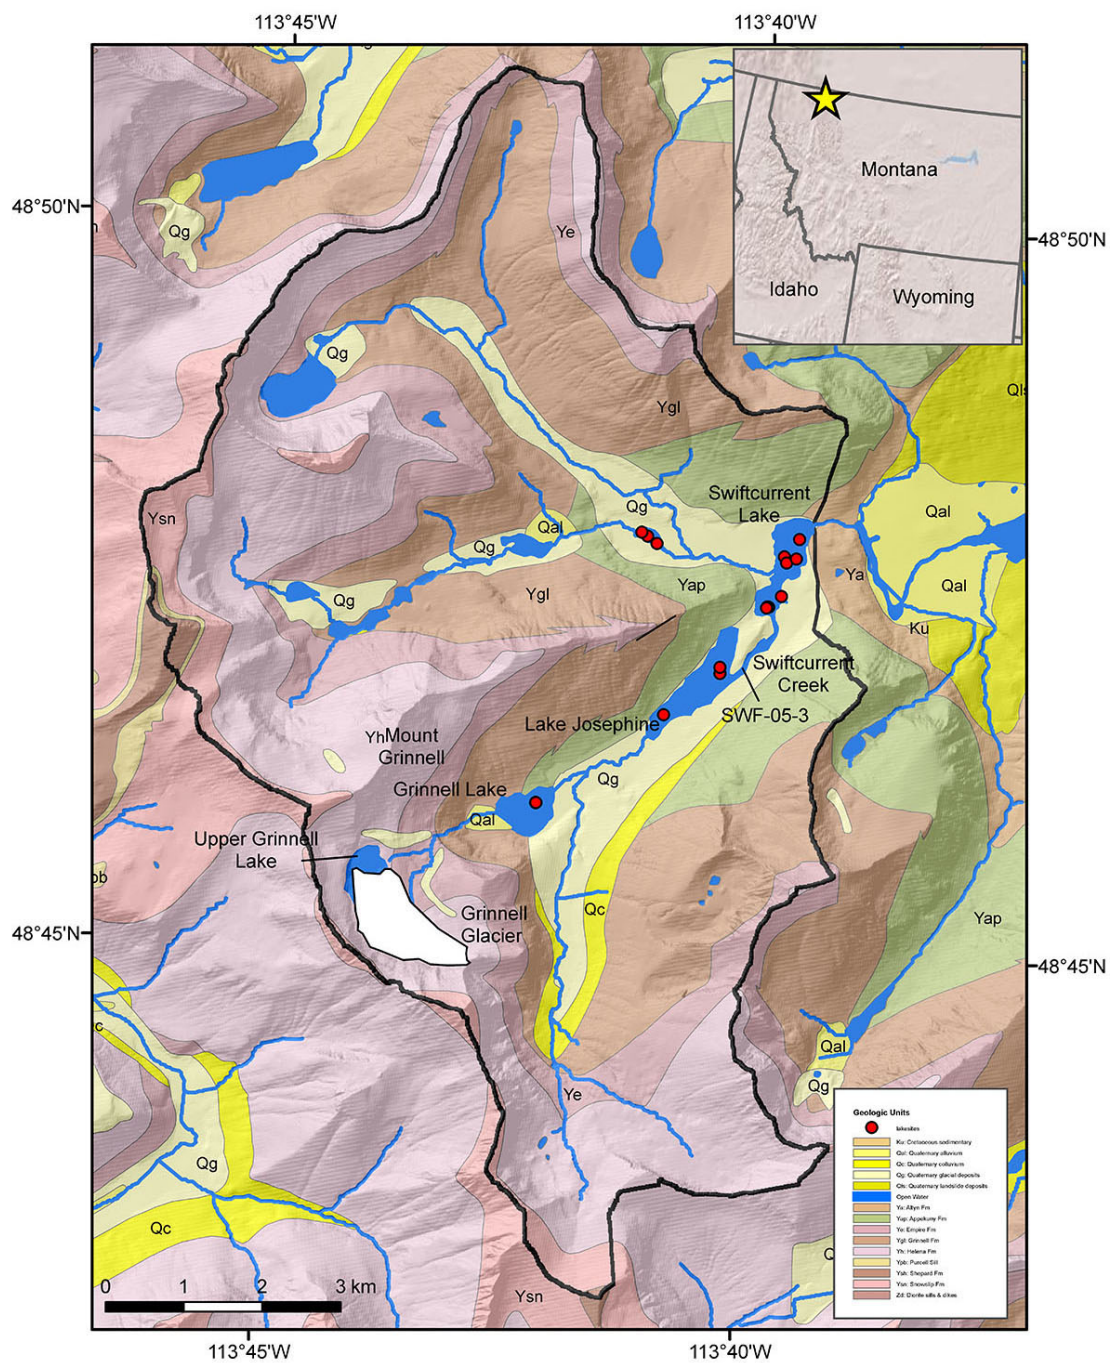 113°45'W
113°40'W
48°50'N
48°50'N
Montana
Idaho
Wyoming
Qg
Ye
Qg
Ygl
Ysn
Qg
Swiftcurrent
Lake
Qal
Qal
Qg
Qal
Qg
Ygl
Yap
Ya
Ku
Swiftcurrent
Creek
SWF-05-3
Lake Josephine
Yh
Mount
Grinnell
Qg
Grinnell Lake
Qal
Upper Grinnell
Lake
Grinnell
Glacier
Qc
Yap
48°45'N
48°45'N
c
Qal
Qg
Ye
Qg
Qc
Ysn
0 1 2 3 km
Geologic Units
lakesites
Ku: Cretaceous sedimentary
Qal: Quaternary alluvium
Qc: Quaternary colluvium
Qg: Quaternary glacial deposits
Qls: Quaternary landslide deposits
Open Water
Ya: Altyn Fm
Yap: Appekuny Fm
Ye: Empire Fm
Ygl: Grinnell Fm
Yh: Helena Fm
Ypb: Purcell Sill
Ysh: Shepard Fm
Ysn: Snowslip Fm
Zd: Diorite sills & dikes
113°45'W
113°40'W